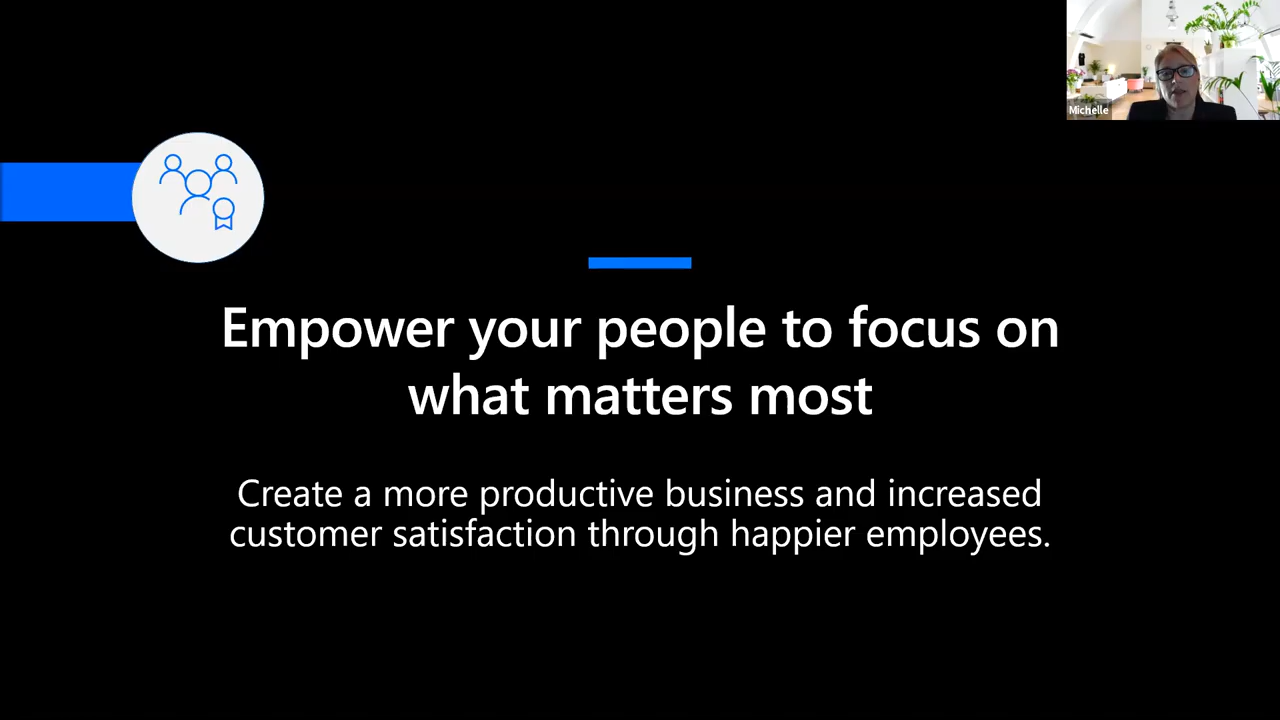 Michelle
Empower your people to focus on
what matters most
Create a more productive business and increased
customer satisfaction through happier employees.